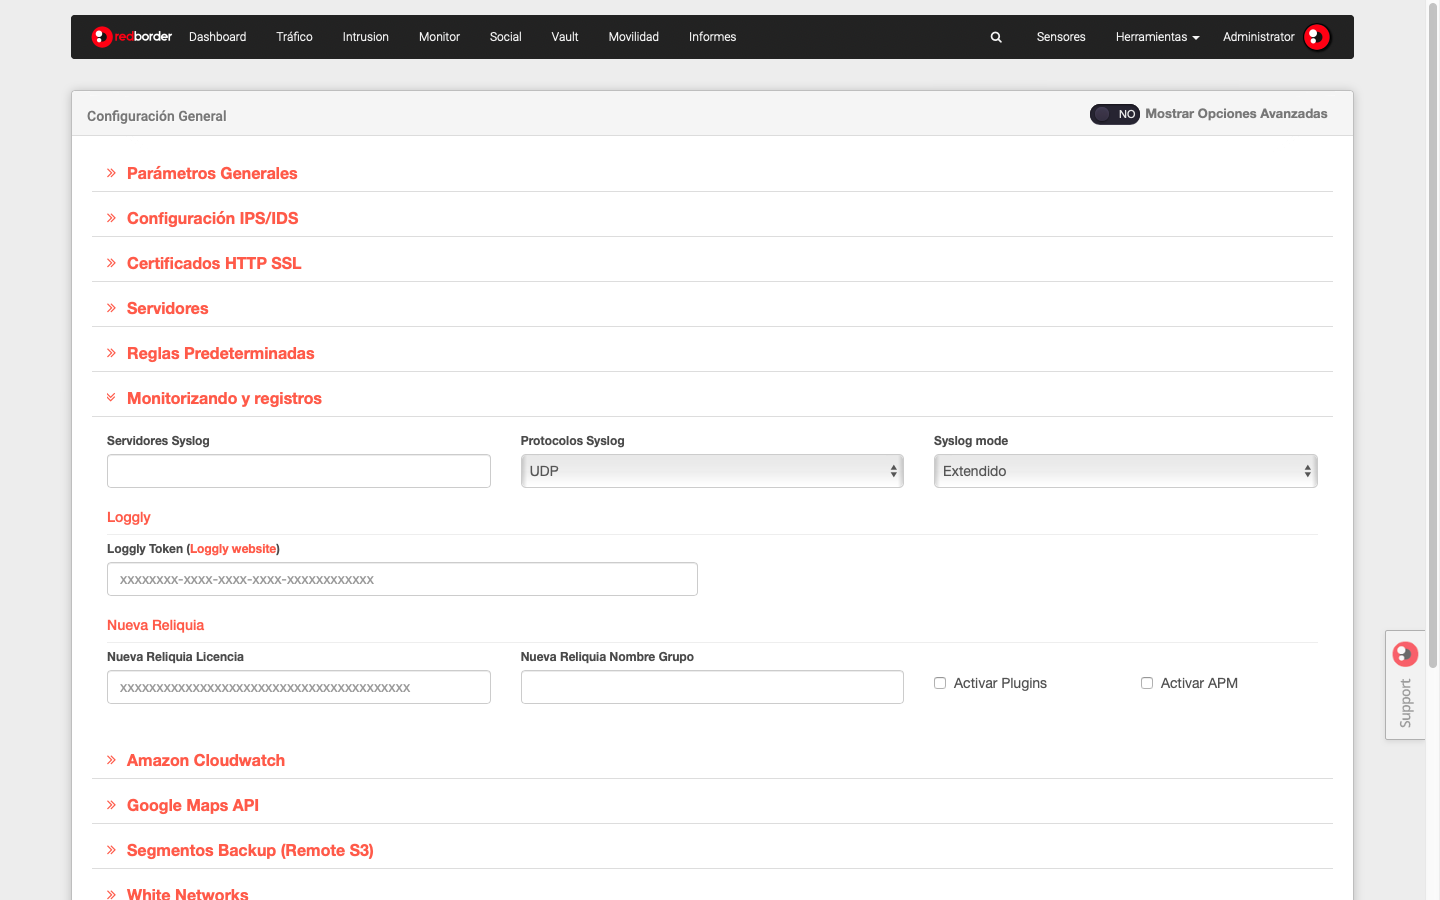 redborder Dashboard Tráfico Intrusion Monitor Social Vault Movilidad Informes Sensores Herramientas Administrator
Configuración General NO Mostrar Opciones Avanzadas
Parámetros Generales
Configuración IPS/IDS
Certificados HTTP SSL
Servidores
Reglas Predeterminadas
Monitorizando y registros
Servidores Syslog Protocolos Syslog Syslog mode
UDP Extendido
Loggly
Loggly Token (Loggly website)
xxxxxxxx-xxxx-xxxx-xxxx-xxxxxxxxxxxx
Nueva Reliquia
Nueva Reliquia Licencia Nueva Reliquia Nombre Grupo
xxxxxxxxxxxxxxxxxxxxxxxxxxxxxxxxxxxxxxxx Activar Plugins Activar APM
Support
Amazon Cloudwatch
Google Maps API
Segmentos Backup (Remote S3)
White Networks